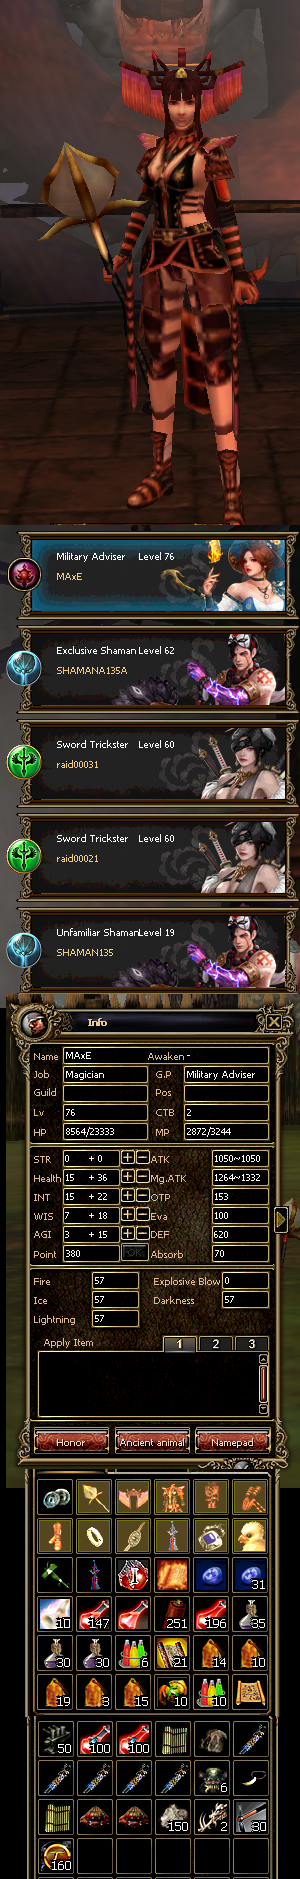 Military Adviser Level 76
MAxE
Exclusive Shaman Level 62
SHAMANA135A
Sword Trickster Level 60
raid00031
Sword Trickster Level 60
raid00021
Unfamiliar Shaman Level 19
SHAMAN135
Info
Name MAxE Awaken -
Job Magician G.P Military Adviser
Guild Pos
Lv 76 CTB 2
HP 8564/23333 MP 2872/3244
STR 0 + 0 ATK 1050~1050
Health 15 + 36 Mg.ATK 1264~1332
INT 15 + 22 OTP 153
WIS 7 + 18 Eva 100
AGI 3 + 15 DEF 620
Point 380 OK Absorb 70
Fire 57 Explosive Blow 0
Ice 57 Darkness 57
Lightning 57
Apply Item 1 2 3
Honor Ancient animal Namepad
31
10 147 251 196 35
30 30 6 21 14 10
19 3 15 10 10
50 100 100
6
150 2 30
160